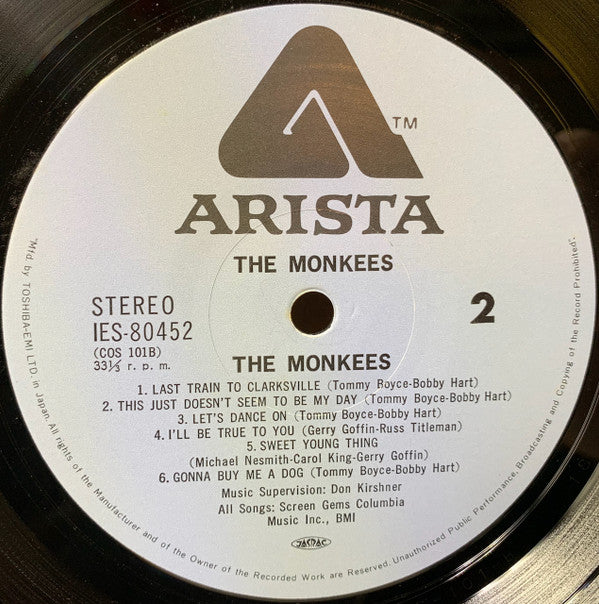 TM
ARISTA
THE MONKEES
STEREO
IES-80452
(COS 101B)
33⅓ r. p. m.
2
THE MONKEES
1. LAST TRAIN TO CLARKSVILLE (Tommy Boyce-Bobby Hart)
2. THIS JUST DOESN'T SEEM TO BE MY DAY (Tommy Boyce-Bobby Hart)
3. LET'S DANCE ON (Tommy Boyce-Bobby Hart)
4. I'LL BE TRUE TO YOU (Gerry Goffin-Russ Titleman)
5. SWEET YOUNG THING
(Michael Nesmith-Carol King-Gerry Goffin)
6. GONNA BUY ME A DOG (Tommy Boyce-Bobby Hart)
Music Supervision: Don Kirshner
All Songs: Screen Gems Columbia
Music Inc., BMI
JASRAC
"Mfd. by TOSHIBA-EMI LTD. in Japan. All rights of the Manufacturer and of the Owner of the Recorded Work are Reserved. Unauthorized Public Performance, Broadcasting and Copying of the Record Prohibited".